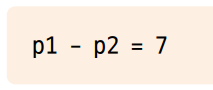 p1 - p2 = 7